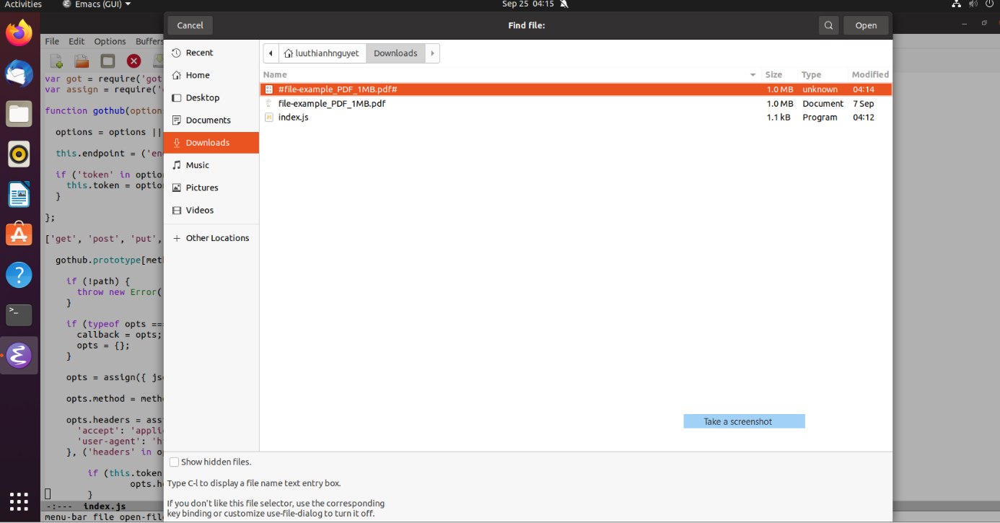 Activities
Emacs (GUI)
Sep 25 04:15
Cancel
Find file:
Open
File Edit Options Buffers
Recent
Home
Desktop
Documents
Downloads
Music
Pictures
Videos
Other Locations
luuthianhnguyet
Downloads
Name Size Type Modified
#file-example_PDF_1MB.pdf# 1.0 MB unknown 04:14
file-example_PDF_1MB.pdf 1.0 MB Document 7 Sep
index.js 1.1 kB Program 04:12
var got = require('got
var assign = require('
function gothub(option
options = options ||
this.endpoint = ('en
if ('token' in optio
this.token = optio
}
};
['get', 'post', 'put',
gothub.prototype[met
if (!path) {
throw new Error(
}
if (typeof opts ==
callback = opts;
opts = {};
}
opts = assign({ js
opts.method = meth
opts.headers = ass
'accept': 'appli
'user-agent': 'h
}, ('headers' in o
if (this.token
opts.h
}
-:--- index.js
menu-bar file open-fil
Take a screenshot
Show hidden files.
Type C-l to display a file name text entry box.
If you don't like this file selector, use the corresponding
key binding or customize use-file-dialog to turn it off.